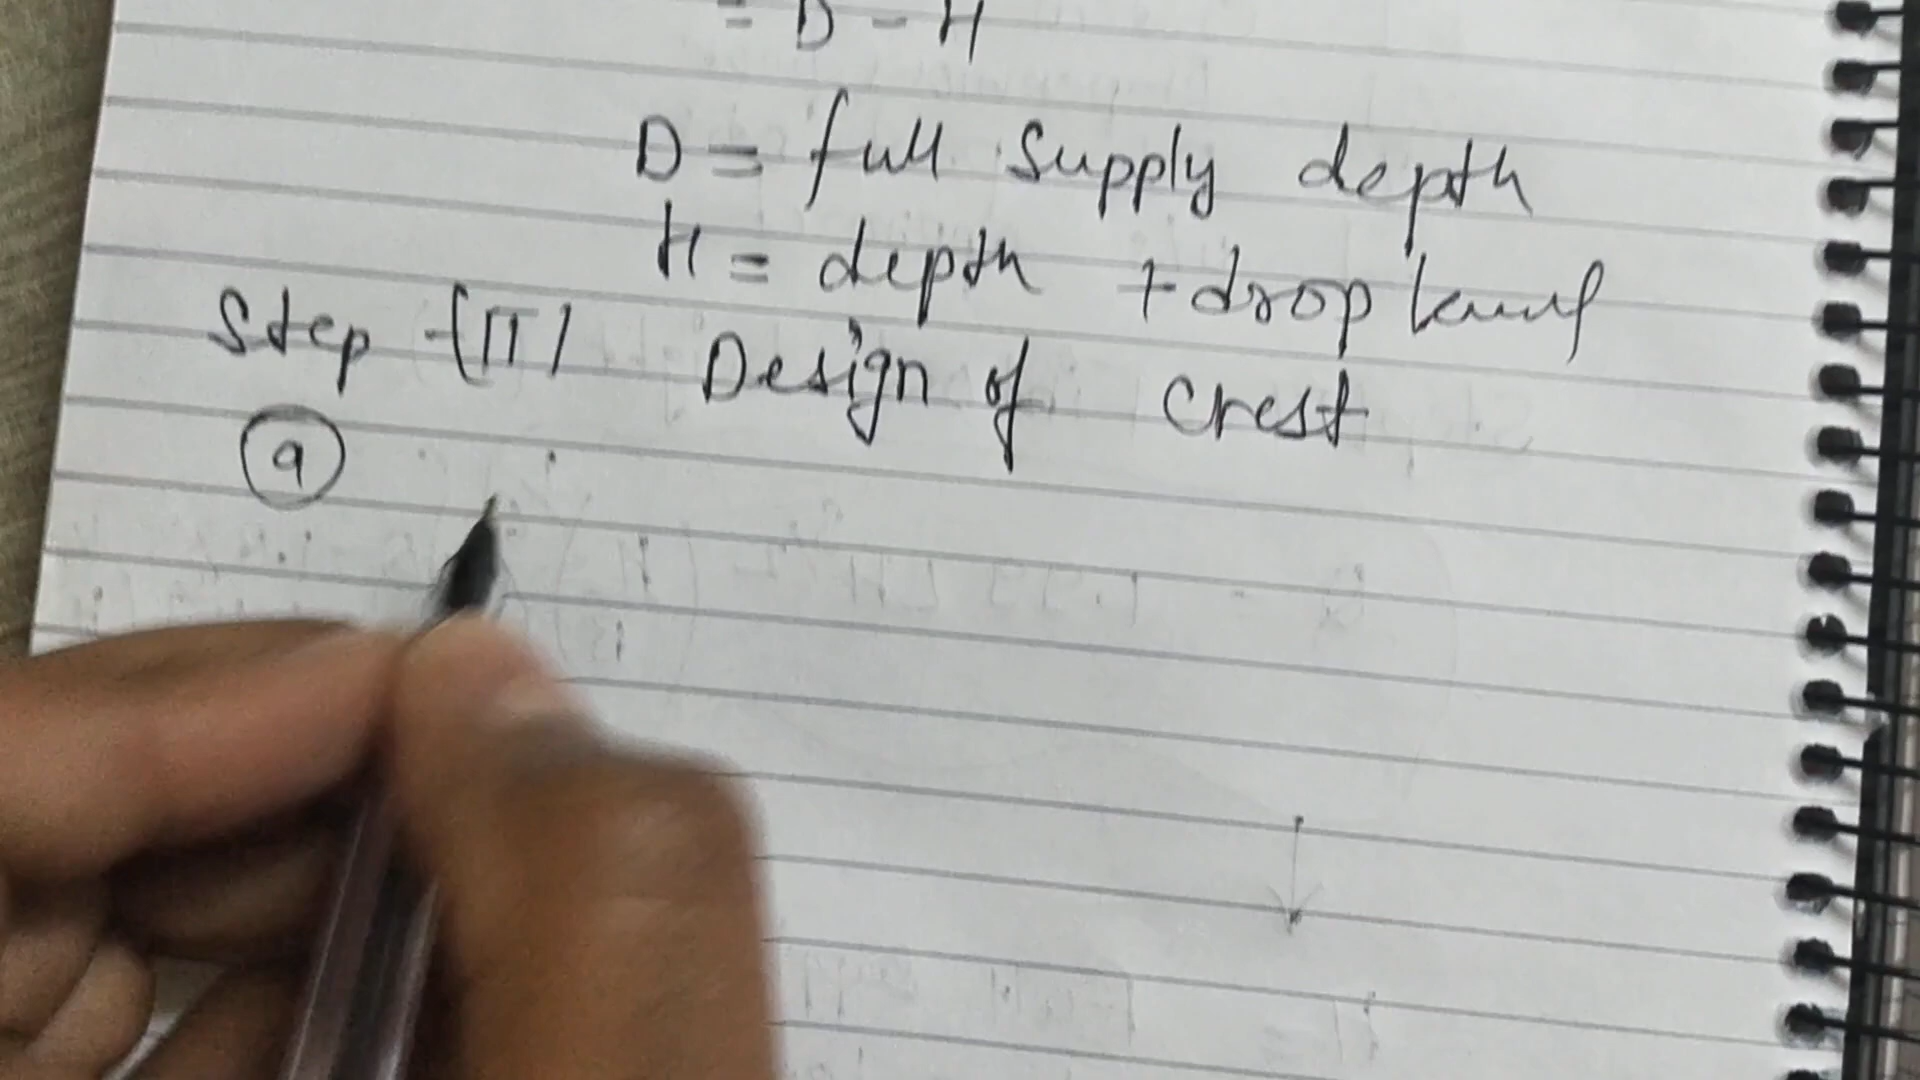 = D - H
D = full supply depth
H = depth + drop
Step - (II) Design of crest
(a)